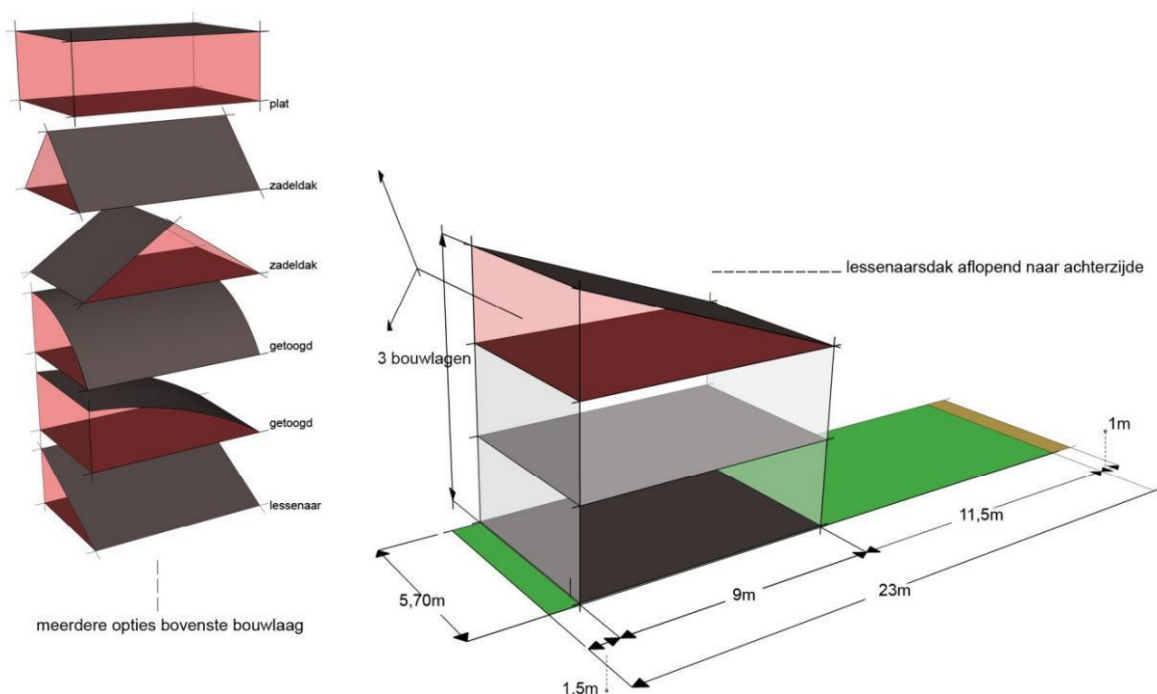 plat
zadeldak
zadeldak
getoogd
getoogd
lessenaar
meerdere opties bovenste bouwlaag
lessenaarsdak aflopend naar achterzijde
3 bouwlagen
1m
11,5m
9m
23m
5,70m
1,5m